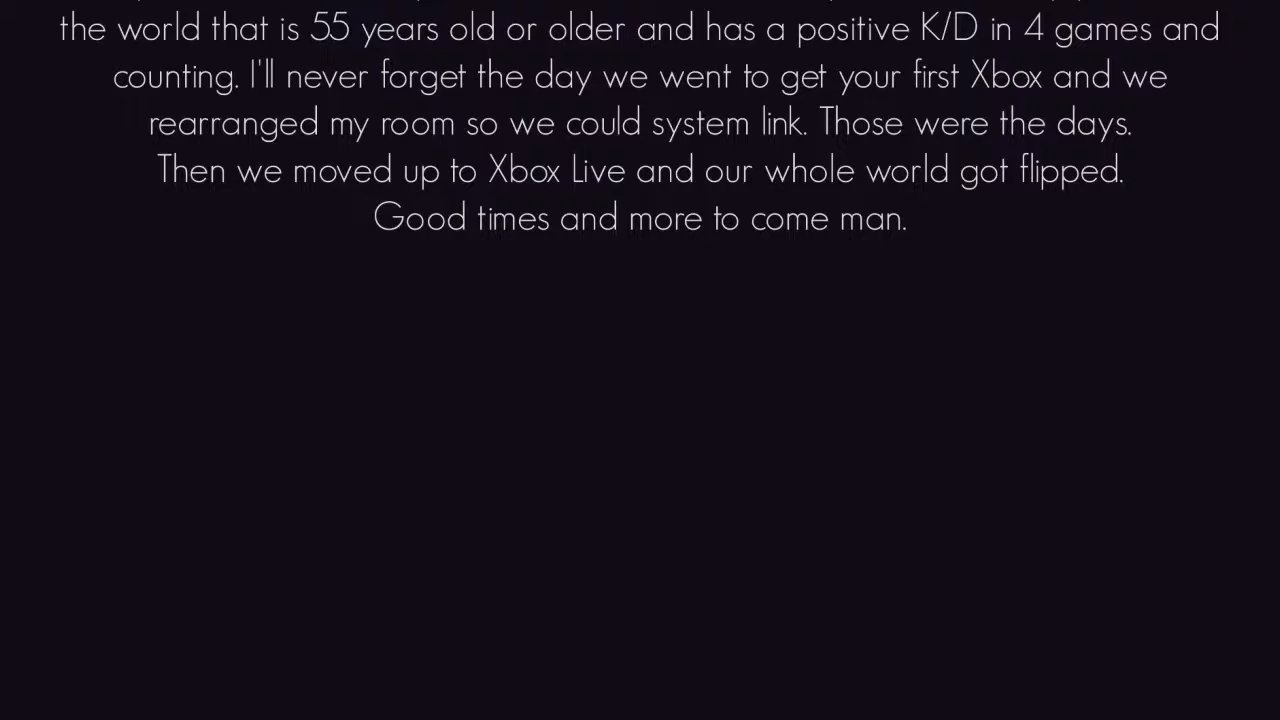 the world that is 55 years old or older and has a positive K/D in 4 games and
counting. I'll never forget the day we went to get your first Xbox and we
rearranged my room so we could system link. Those were the days.
Then we moved up to Xbox Live and our whole world got flipped.
Good times and more to come man.